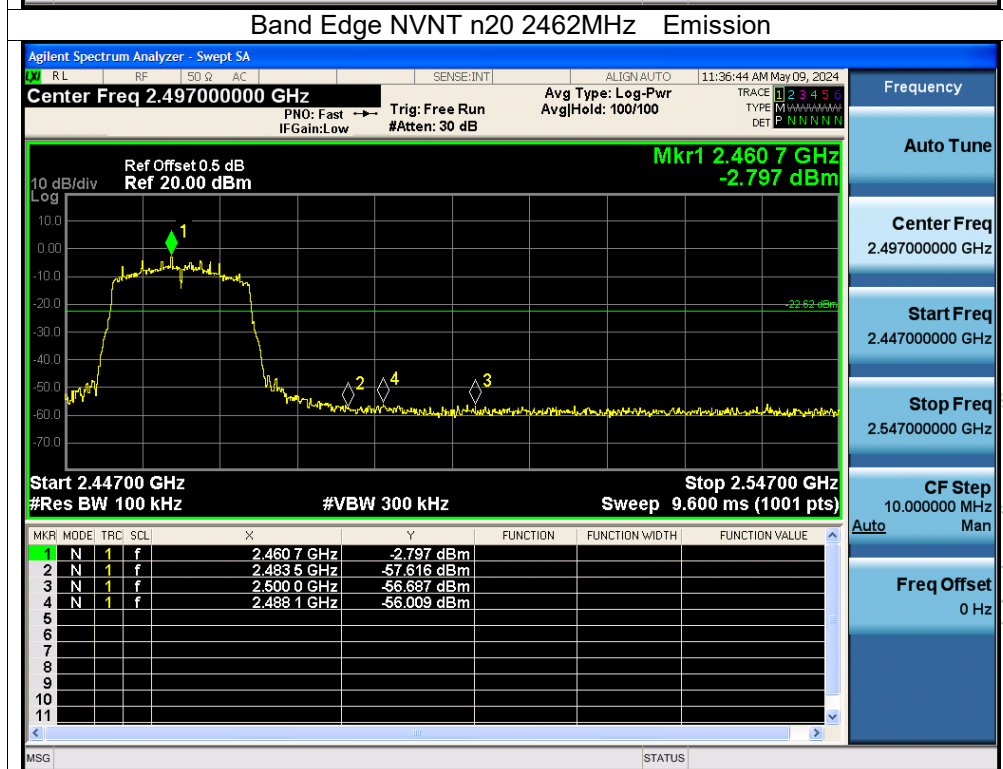 Band Edge NVNT n20 2462MHz Emission
Agilent Spectrum Analyzer - Swept SA
LXI RL RF 50 Ω AC SENSE:INT ALIGN AUTO 11:36:44 AM May 09, 2024
Center Freq 2.497000000 GHz
PNO: Fast
IFGain:Low
Trig: Free Run
#Atten: 30 dB
Avg Type: Log-Pwr
Avg|Hold: 100/100
TRACE 1 2 3 4 5 6
TYPE M
DET P N N N N N
Mkr1 2.460 7 GHz
-2.797 dBm
Ref Offset 0.5 dB
Ref 20.00 dBm
10 dB/div
Log
10.0
0.00
-10.0
-20.0
-30.0
-40.0
-50.0
-60.0
-70.0
1
-22.62 dBm
2
4
3
Start 2.44700 GHz Stop 2.54700 GHz
#Res BW 100 kHz #VBW 300 kHz Sweep 9.600 ms (1001 pts)
MKR MODE TRC SCL X Y FUNCTION FUNCTION WIDTH FUNCTION VALUE
1 N 1 f 2.460 7 GHz -2.797 dBm
2 N 1 f 2.483 5 GHz -57.616 dBm
3 N 1 f 2.500 0 GHz -56.687 dBm
4 N 1 f 2.488 1 GHz -56.009 dBm
5
6
7
8
9
10
11
MSG STATUS
Frequency
Auto Tune
Center Freq
2.497000000 GHz
Start Freq
2.447000000 GHz
Stop Freq
2.547000000 GHz
CF Step
10.000000 MHz
Auto Man
Freq Offset
0 Hz